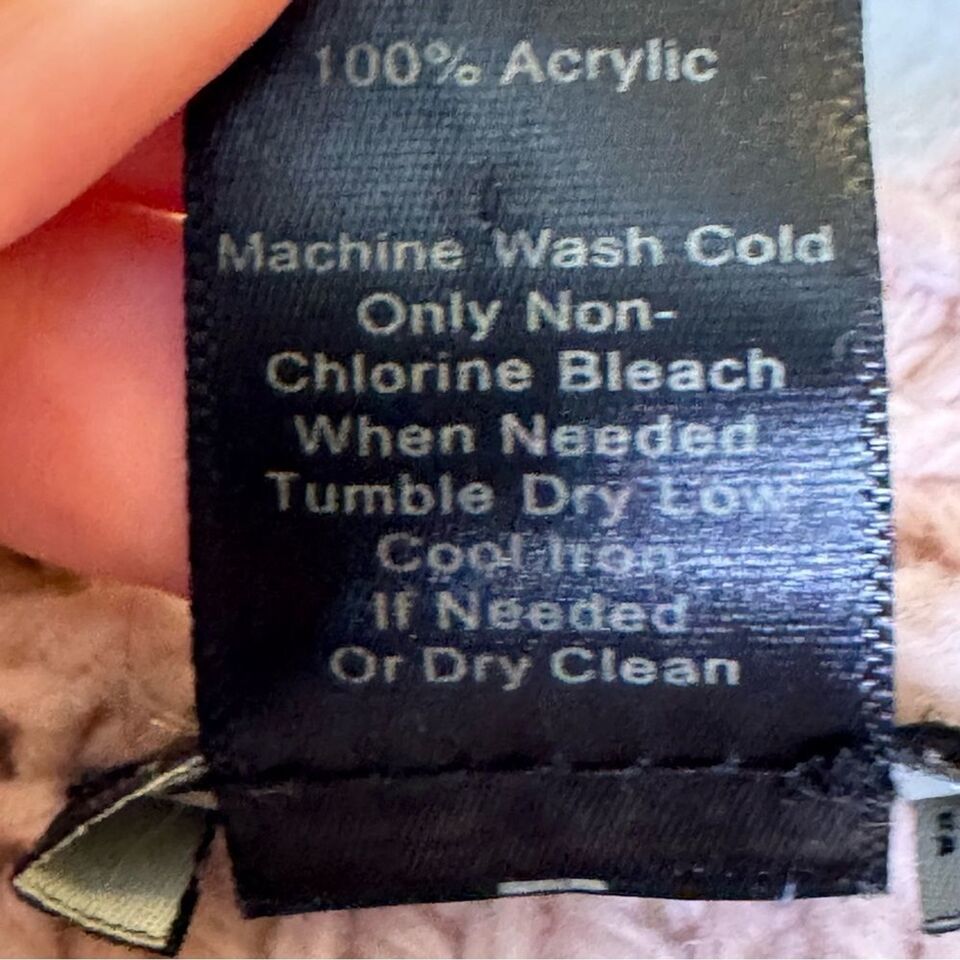 100% Acrylic
Machine Wash Cold
Only Non-
Chlorine Bleach
When Needed
Tumble Dry Low
Cool Iron
If Needed
Or Dry Clean